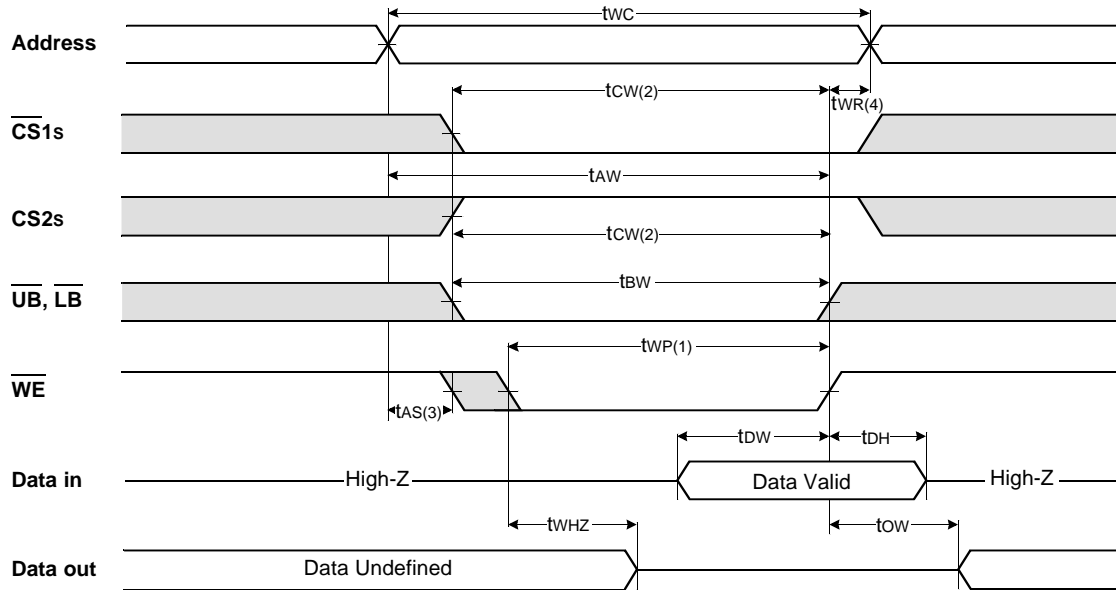 tWC
Address
tCW(2)
tWR(4)
CS1s
tAW
CS2s
tCW(2)
tBW
UB, LB
tWP(1)
WE
tAS(3)
tDW
tDH
Data in
High-Z
Data Valid
High-Z
tWHZ
tOW
Data out
Data Undefined